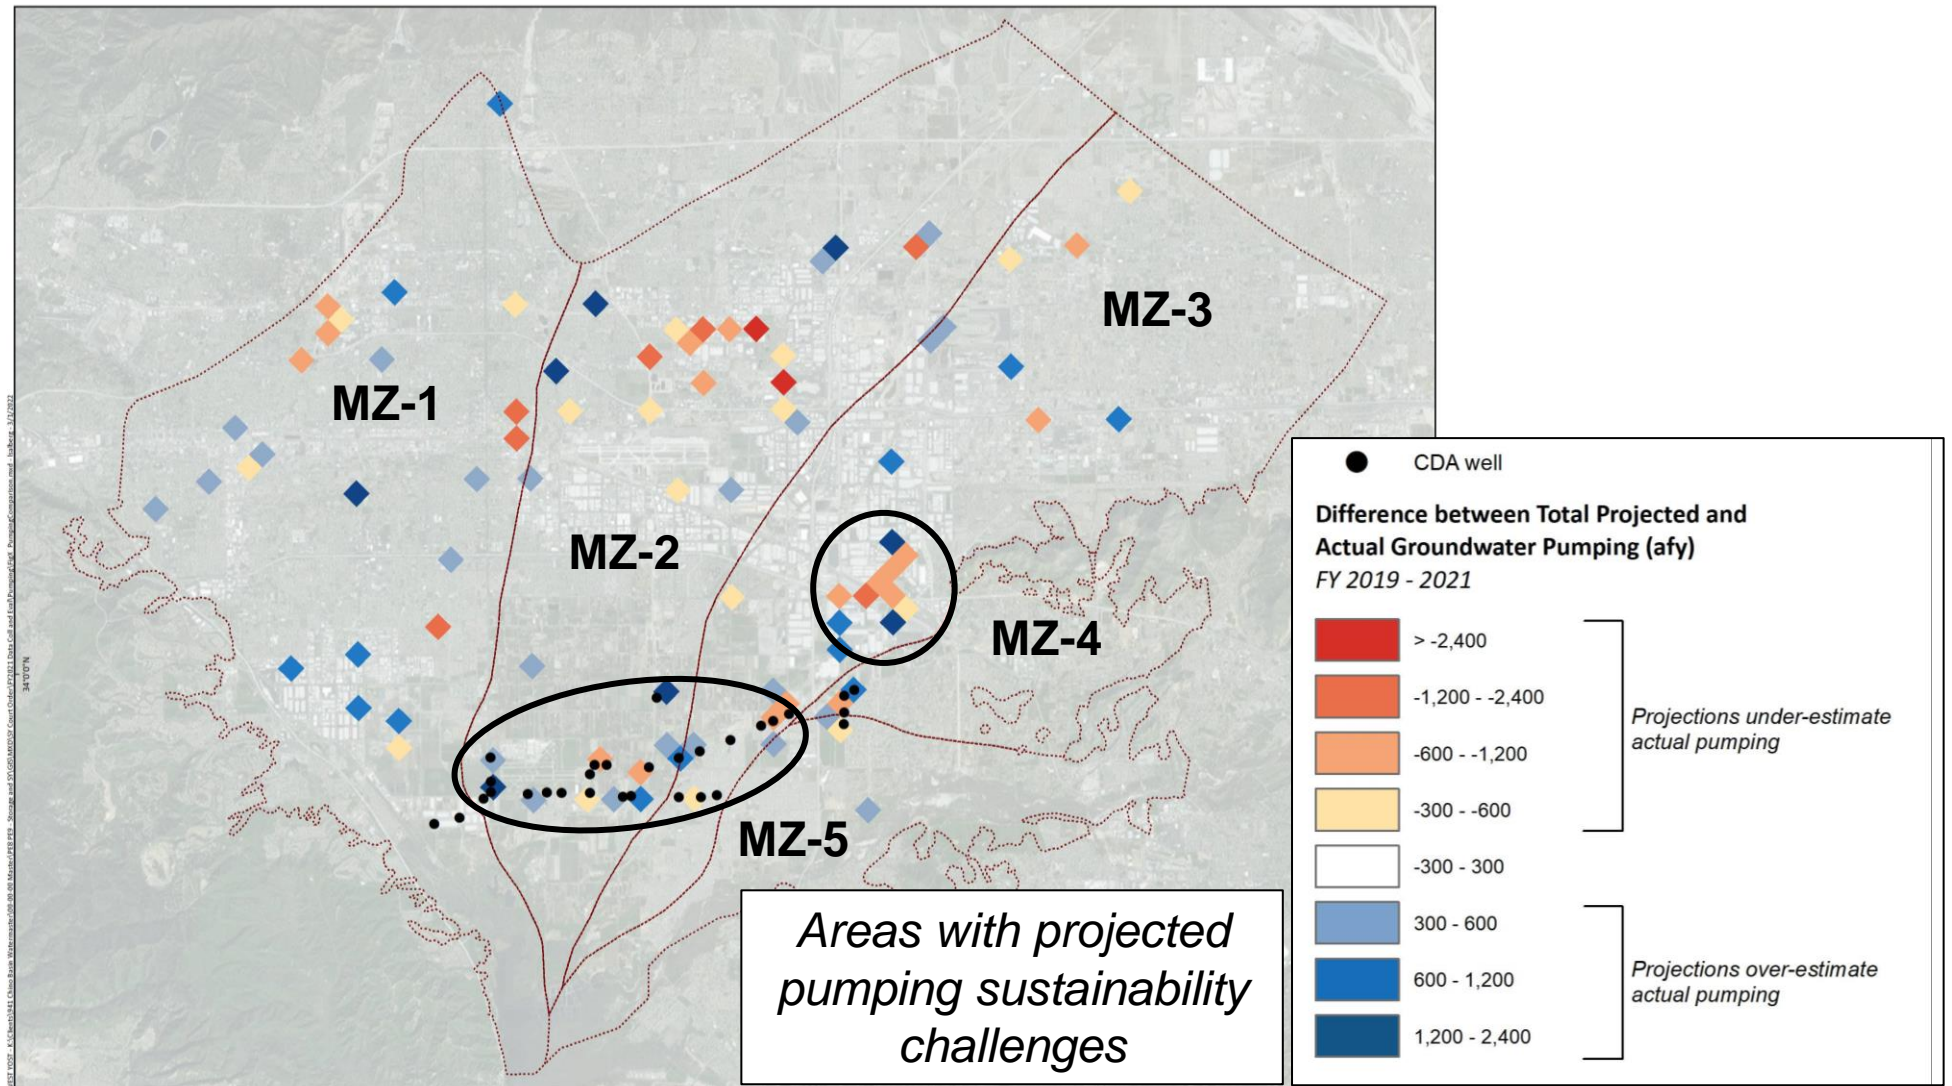 MZ-1
MZ-2
MZ-3
MZ-4
MZ-5
34°0'0"N
Areas with projected
pumping sustainability
challenges
CDA well
Difference between Total Projected and
Actual Groundwater Pumping (afy)
FY 2019 - 2021
> -2,400
-1,200 - -2,400
-600 - -1,200
-300 - -600
-300 - 300
300 - 600
600 - 1,200
1,200 - 2,400
Projections under-estimate
actual pumping
Projections over-estimate
actual pumping